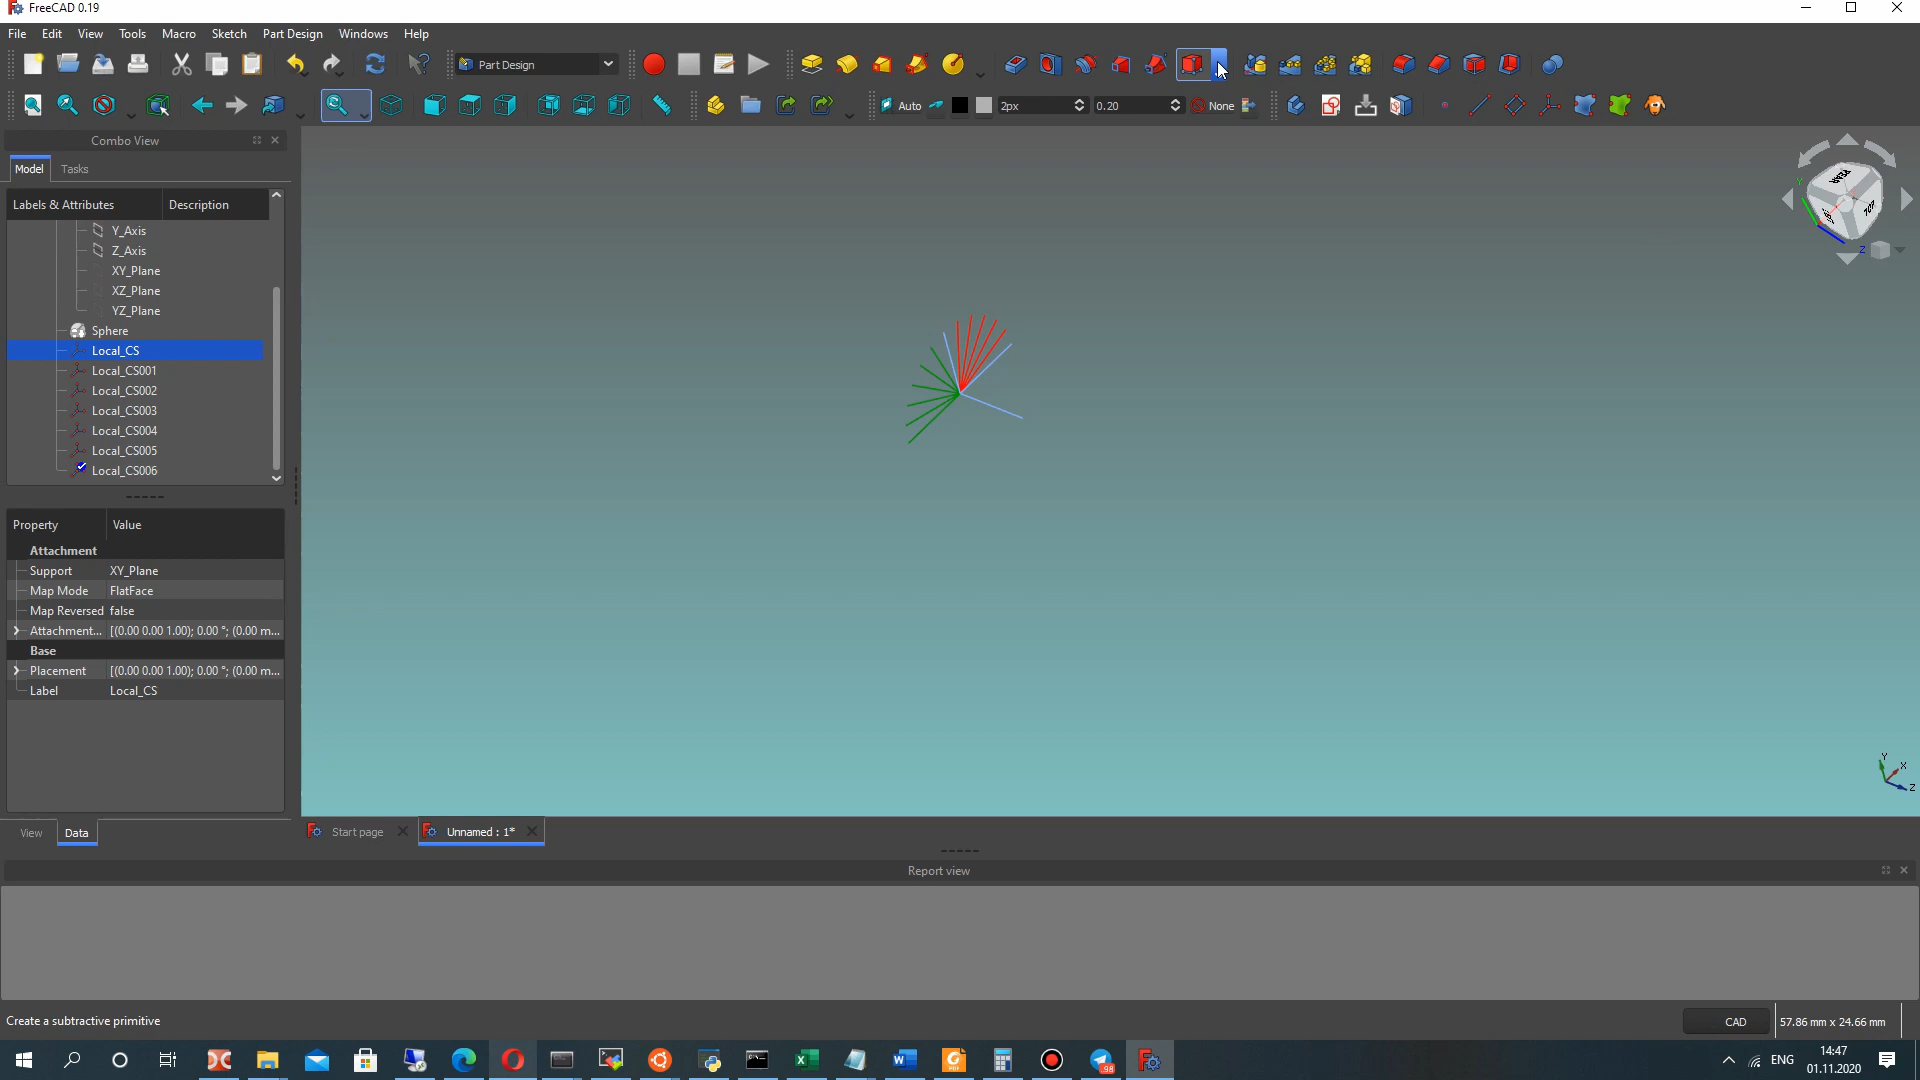 FreeCAD 0.19
File Edit View Tools Macro Sketch Part Design Windows Help
Part Design
Auto 2px 0.20 None
Combo View
Model Tasks
Labels & Attributes Description
Y_Axis
Z_Axis
XY_Plane
XZ_Plane
YZ_Plane
Sphere
Local_CS
Local_CS001
Local_CS002
Local_CS003
Local_CS004
Local_CS005
Local_CS006
Property Value
Attachment
Support XY_Plane
Map Mode FlatFace
Map Reversed false
Attachment... [(0.00 0.00 1.00); 0.00 °; (0.00 m...
Base
Placement [(0.00 0.00 1.00); 0.00 °; (0.00 m...
Label Local_CS
View Data
REAR
TOP
Y
Z
Y
X
Z
Start page Unnamed : 1*
Report view
Create a subtractive primitive
CAD 57.86 mm x 24.66 mm
98
ENG
14:47
01.11.2020